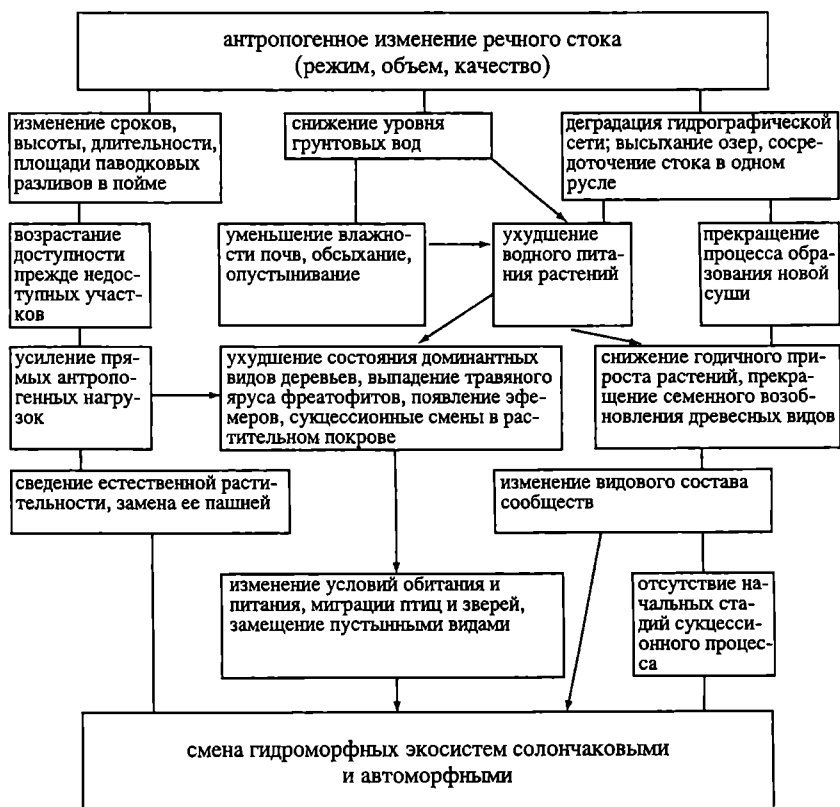 антропогенное изменение речного стока
(режим, объем, качество)
изменение сроков,
высоты, длительности,
площади паводковых
разливов в пойме
снижение уровня
грунтовых вод
деградация гидрографической
сети; высыхание озер, сосре-
доточение стока в одном
русле
возрастание
доступности
прежде недос-
тупных участ-
ков
уменьшение влажно-
сти почв, обсыхание,
опустынивание
ухудшение
водного пита-
ния растений
прекращение
процесса обра-
зования новой
суши
усиление пря-
мых антропо-
генных нагру-
зок
ухудшение состояния доминантных
видов деревьев, выпадение травяного
яруса фреатофитов, появление эфе-
меров, сукцессионные смены в рас-
тительном покрове
снижение годичного при-
роста растений, прекра-
щение семенного возоб-
новления древесных видов
сведение естественной расти-
тельности, замена ее пашней
изменение видового состава
сообществ
изменение условий обитания и
питания, миграции птиц и зверей,
замещение пустынными видами
отсутствие на-
чальных ста-
дий сукцесси-
онного процес-
са
смена гидроморфных экосистем солончаковыми
и автоморфными